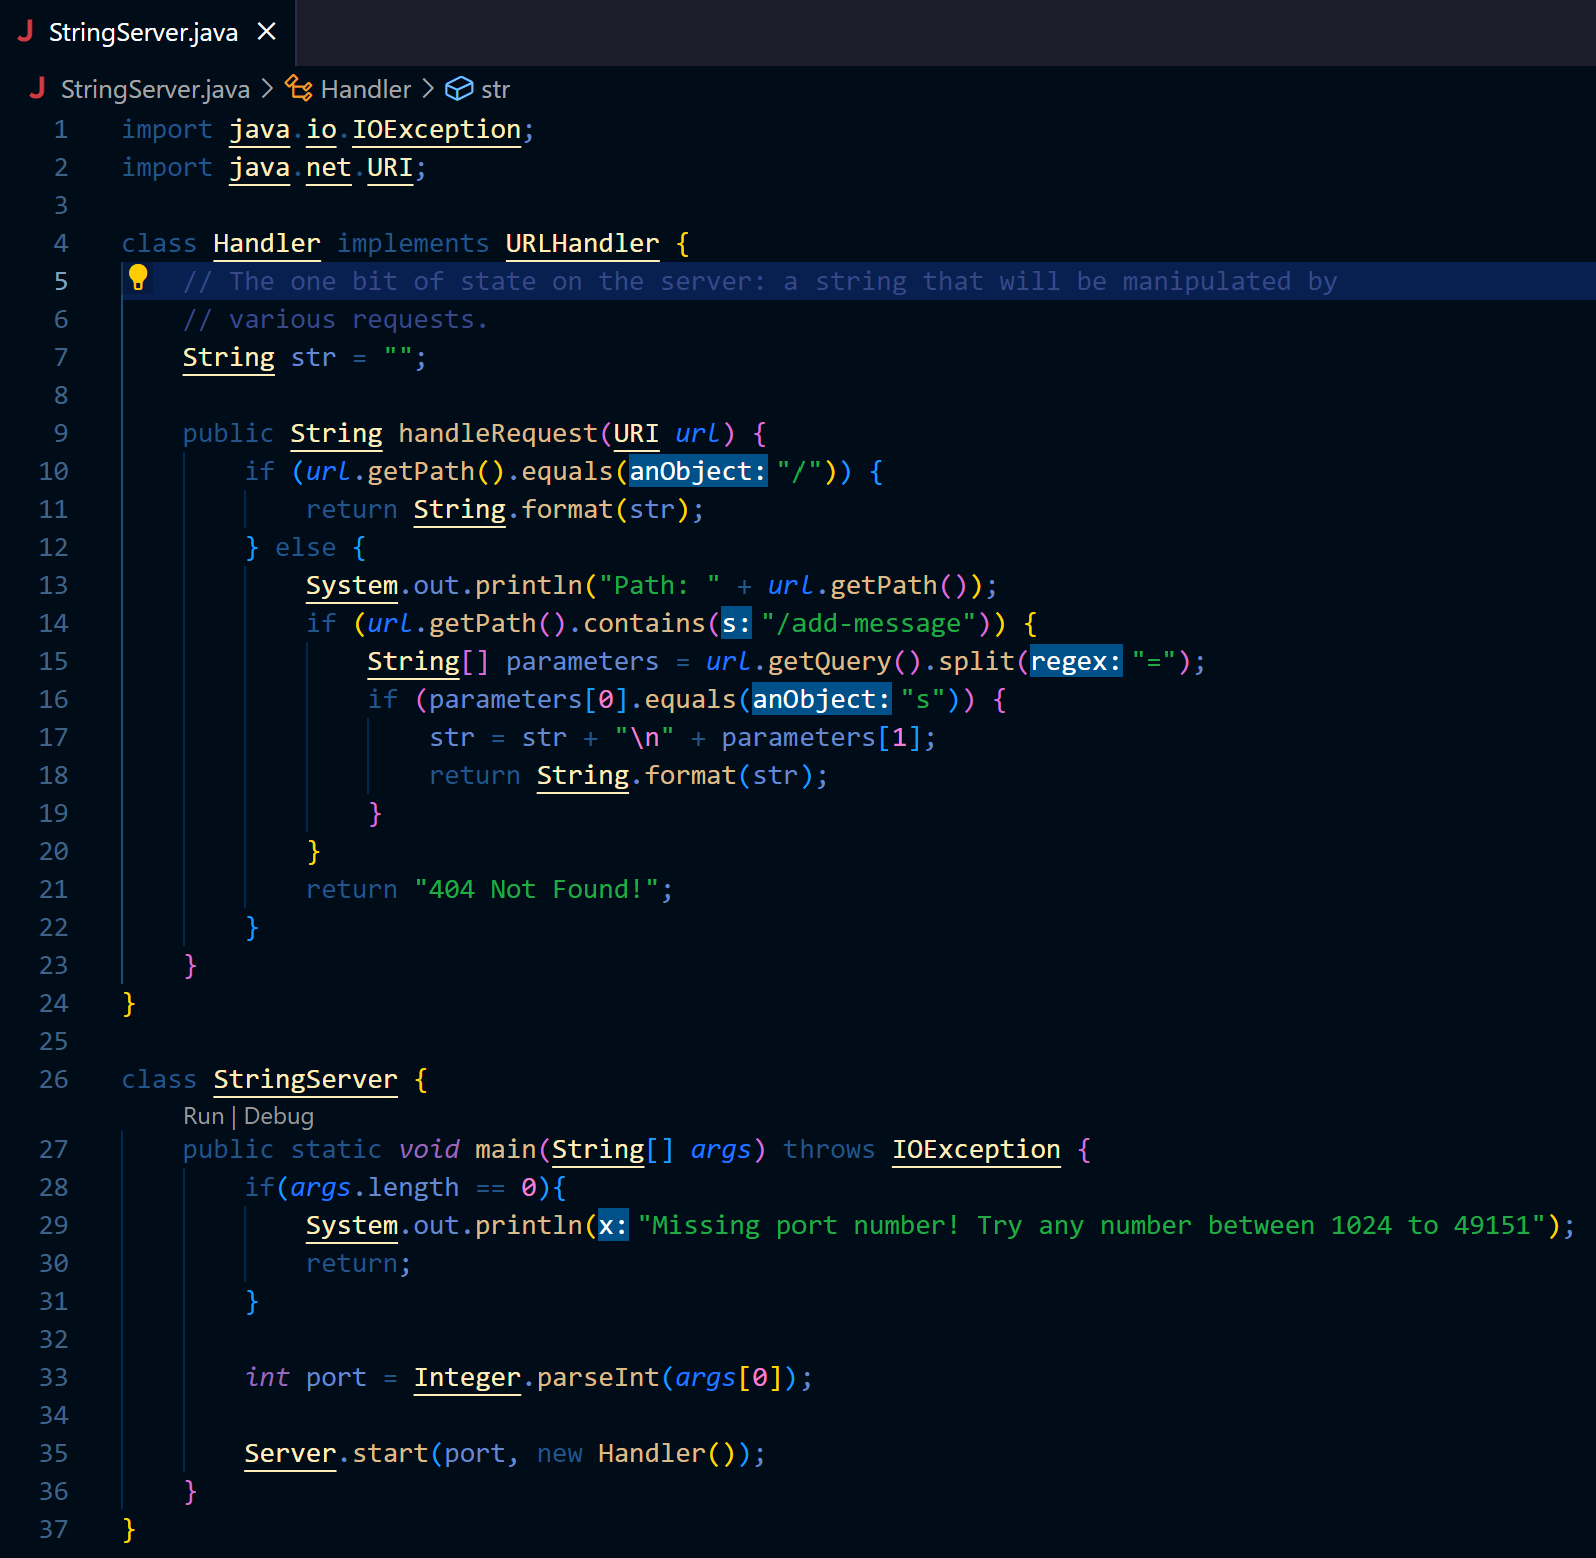 StringServer.java ×
StringServer.java > Handler > str
1 import java.io.IOException;
2 import java.net.URI;
3
4 class Handler implements URLHandler {
5     // The one bit of state on the server: a string that will be manipulated by
6     // various requests.
7     String str = "";
8
9     public String handleRequest(URI url) {
10         if (url.getPath().equals(anObject: "/")) {
11             return String.format(str);
12         } else {
13             System.out.println("Path: " + url.getPath());
14             if (url.getPath().contains(s: "/add-message")) {
15                 String[] parameters = url.getQuery().split(regex: "=");
16                 if (parameters[0].equals(anObject: "s")) {
17                     str = str + "\n" + parameters[1];
18                     return String.format(str);
19                 }
20             }
21             return "404 Not Found!";
22         }
23     }
24 }
25
26 class StringServer {
Run | Debug
27     public static void main(String[] args) throws IOException {
28         if(args.length == 0){
29             System.out.println(x: "Missing port number! Try any number between 1024 to 49151");
30             return;
31         }
32
33         int port = Integer.parseInt(args[0]);
34
35         Server.start(port, new Handler());
36     }
37 }